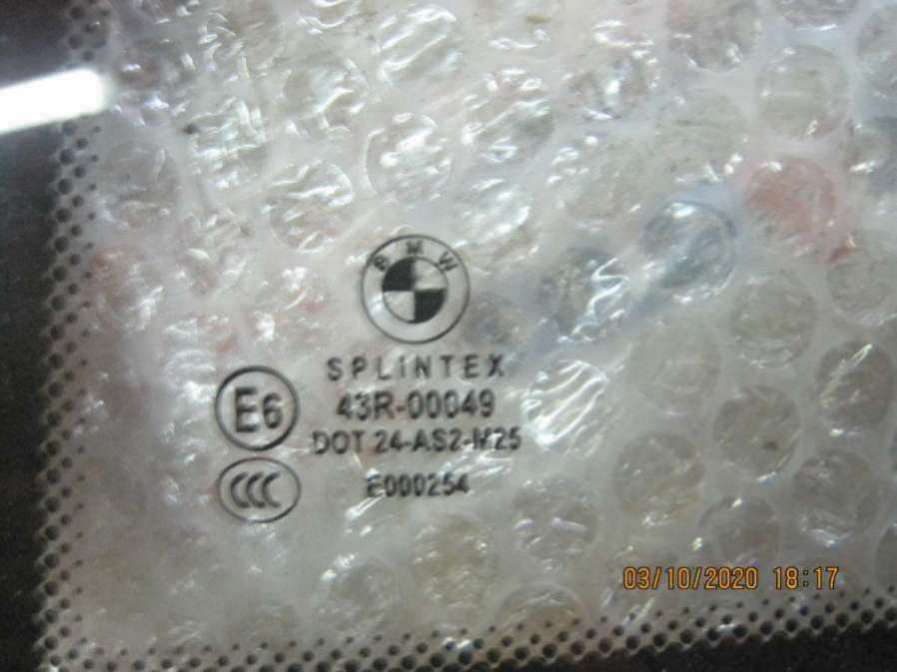 BMW
SPLINTEX
E6
43R-00049
DOT 24-AS2-M25
CCC
E000254
03/10/2020 18:17